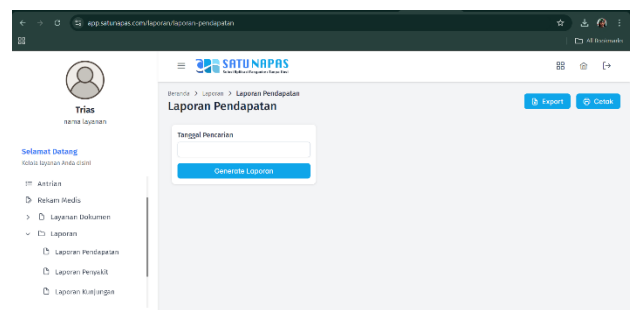 app.satunapas.com/laporan/laporan-pendapatan
All Bookmarks
SATU NAPAS
Trias
nama layanan
Selamat Datang
Kelola layanan Anda disini
Antrian
Rekam Medis
Layanan Dokumen
Laporan
Laporan Pendapatan
Laporan Penyakit
Laporan Kunjungan
Beranda > Laporan > Laporan Pendapatan
Laporan Pendapatan
Export
Cetak
Tanggal Pencarian
Generate Laporan